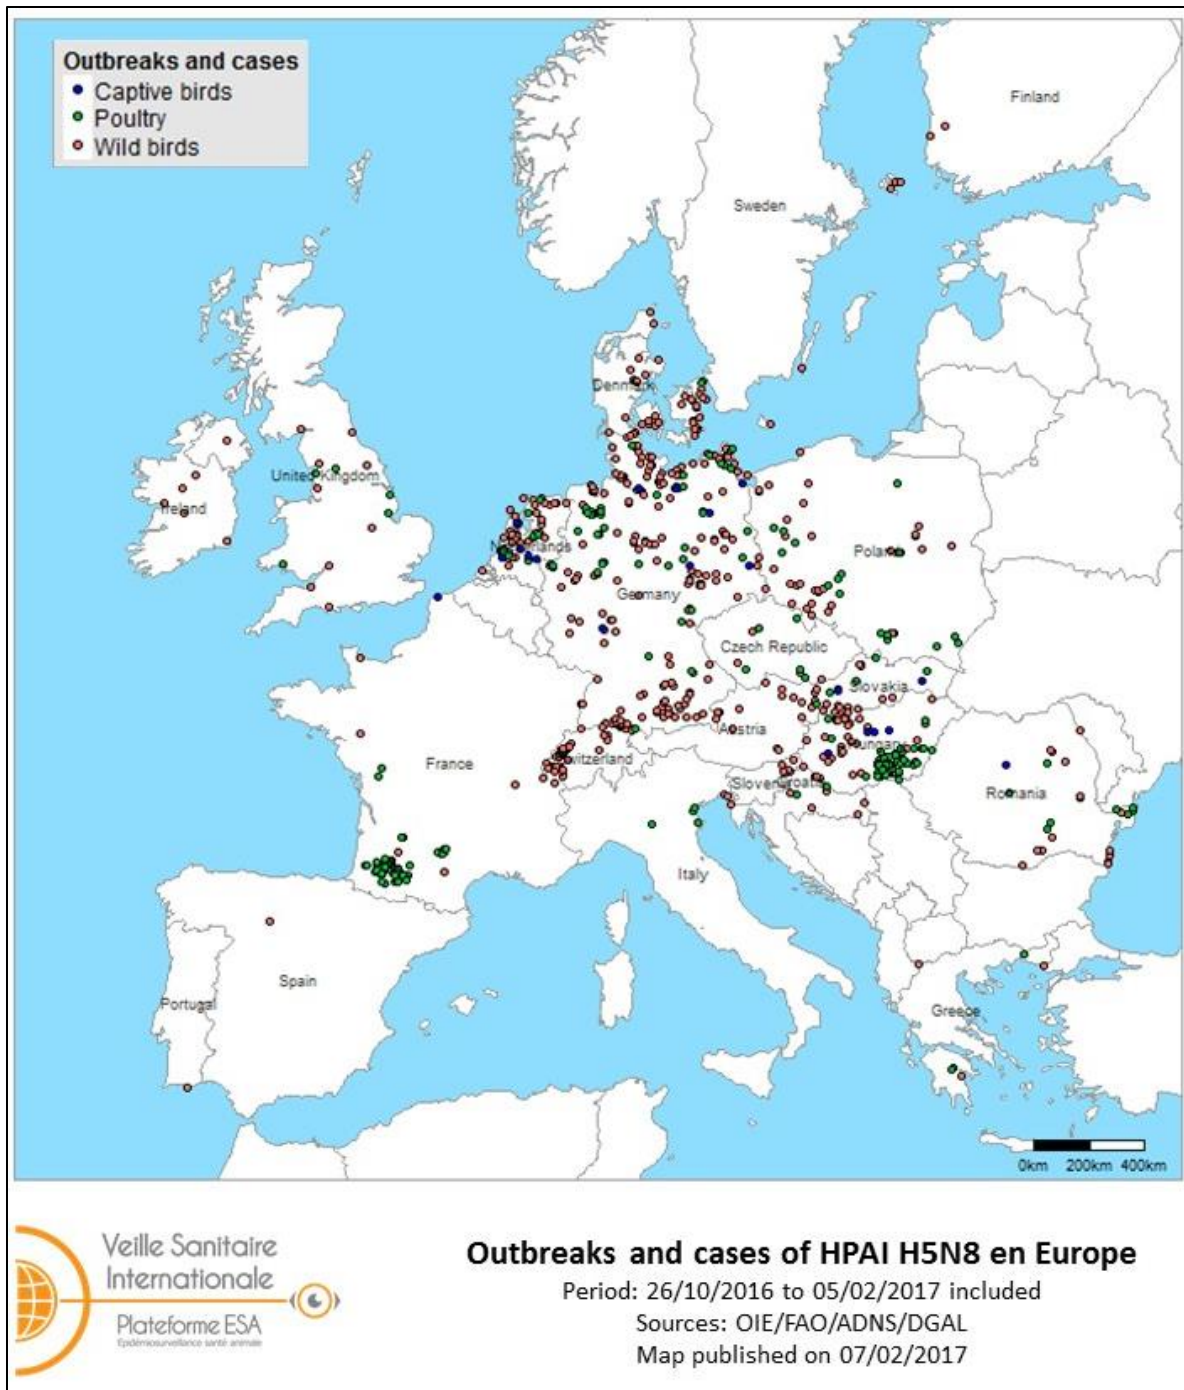 Outbreaks and cases
Captive birds
Poultry
Wild birds
Finland
Sweden
Denmark
United Kingdom
Ireland
Netherlands
Poland
Germany
Czech Republic
Slovakia
Austria
Hungary
France
Switzerland
Romania
Italy
Spain
Portugal
Greece
0km 200km 400km
Veille Sanitaire
Internationale
Plateforme ESA
Epidémiosurveillance santé animale
Outbreaks and cases of HPAI H5N8 en Europe
Period: 26/10/2016 to 05/02/2017 included
Sources: OIE/FAO/ADNS/DGAL
Map published on 07/02/2017